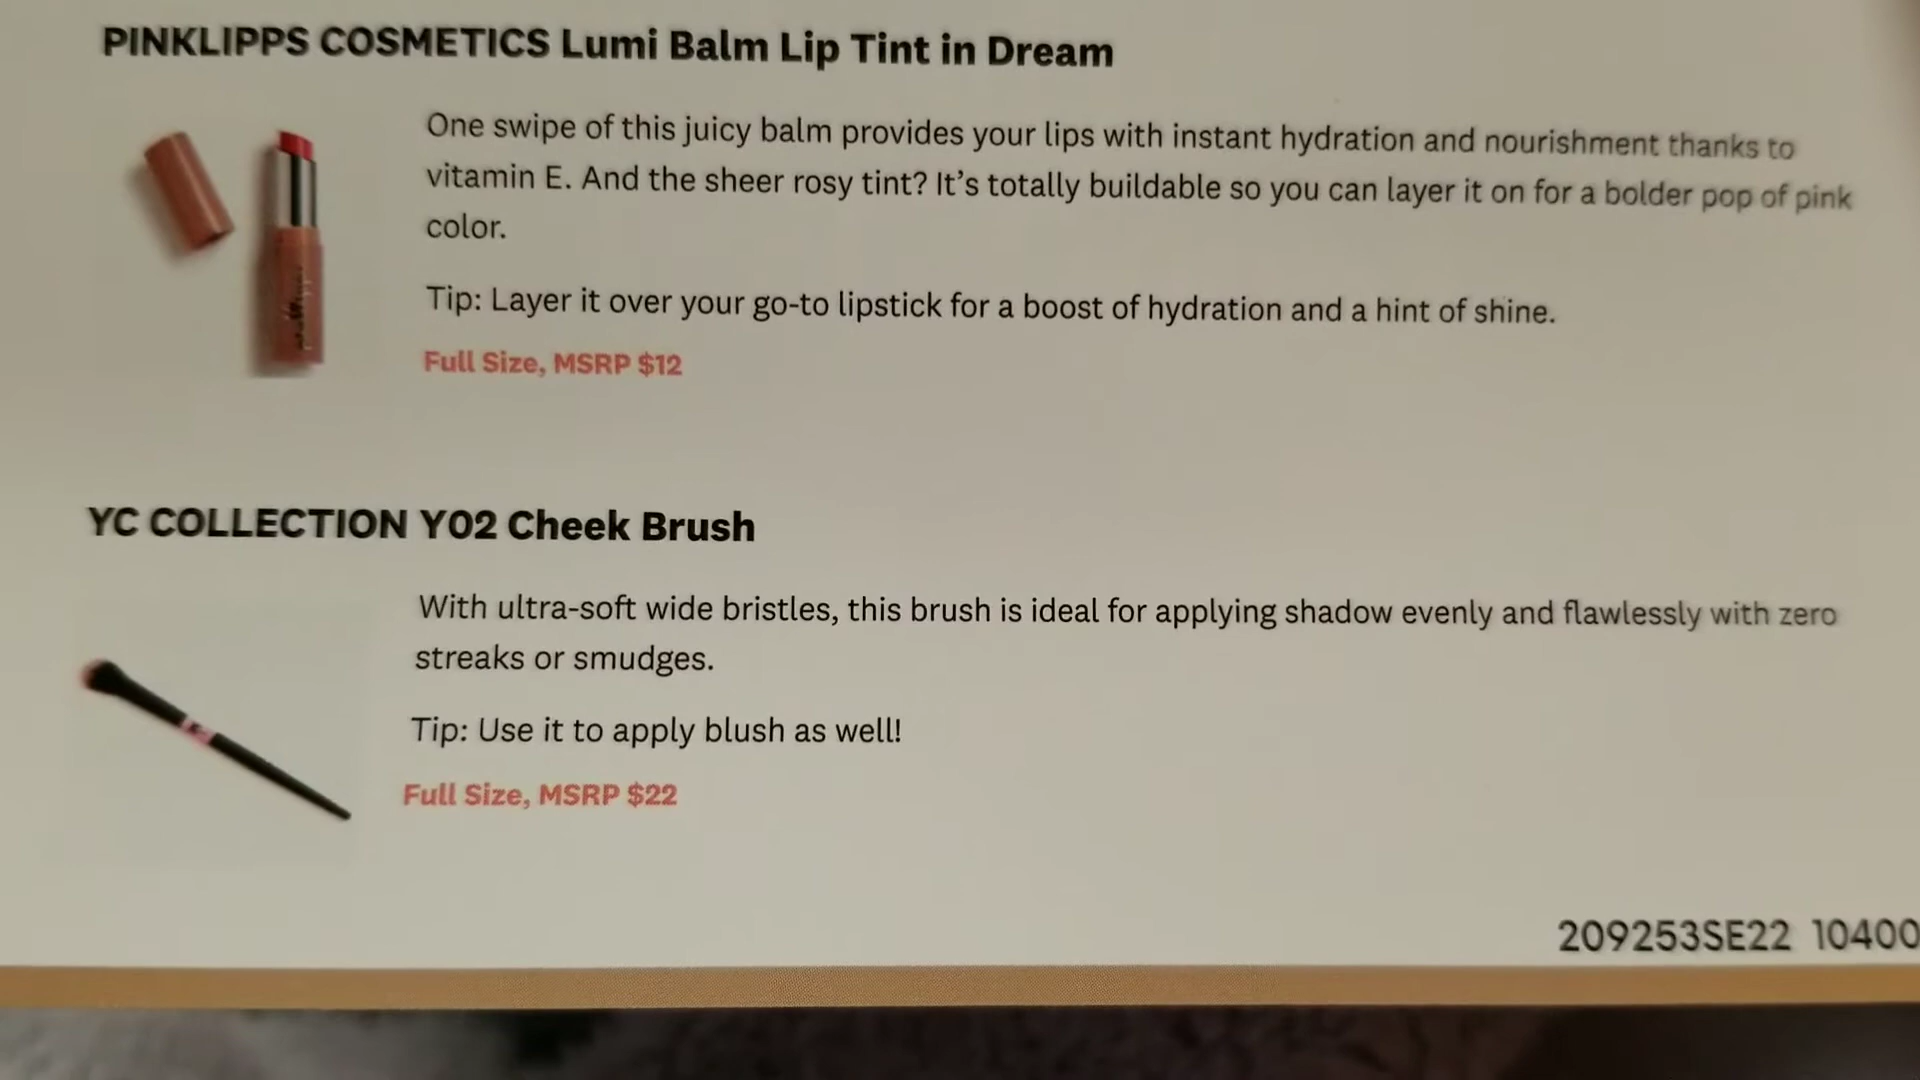 PINKLIPPS COSMETICS Lumi Balm Lip Tint in Dream
One swipe of this juicy balm provides your lips with instant hydration and nourishment thanks to
vitamin E. And the sheer rosy tint? It's totally buildable so you can layer it on for a bolder pop of pink
color.
Tip: Layer it over your go-to lipstick for a boost of hydration and a hint of shine.
Full Size, MSRP $12
YC COLLECTION Y02 Cheek Brush
With ultra-soft wide bristles, this brush is ideal for applying shadow evenly and flawlessly with zero
streaks or smudges.
Tip: Use it to apply blush as well!
Full Size, MSRP $22
209253SE22 10400